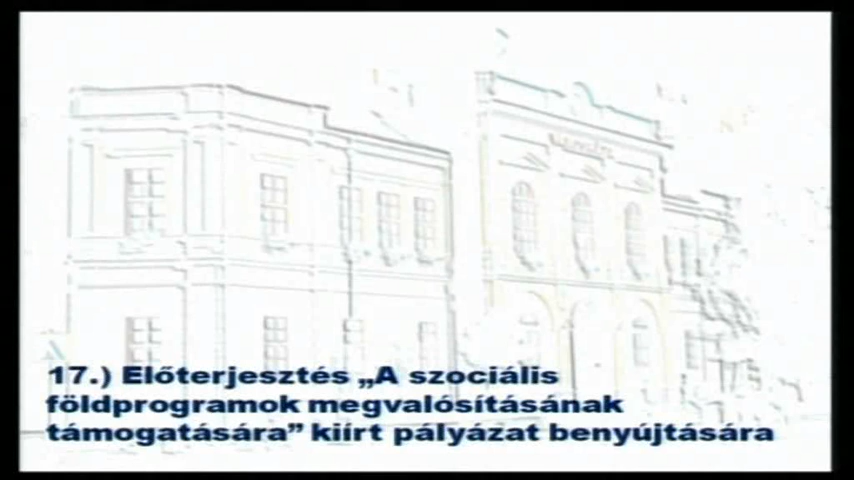 17.) Előterjesztés „A szociális
földprogramok megvalósításának
támogatására” kiírt pályázat benyújtására